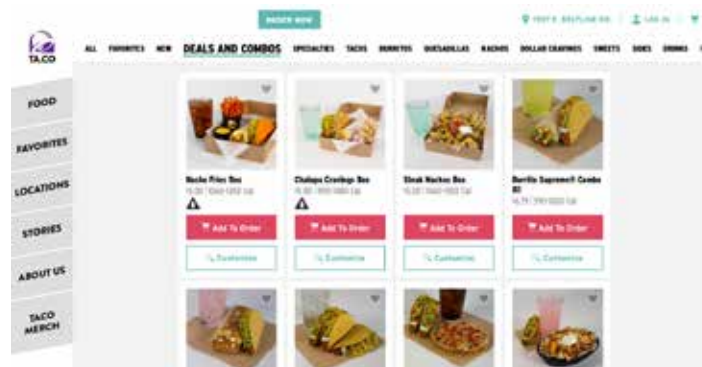 ORDER NOW
LOG IN
TA.CO
ALL FAVORITES NEW DEALS AND COMBOS SPECIALTIES TACOS BURRITOS QUESADILLAS NACHOS DOLLAR CRAVINGS SWEETS SIDES DRINKS
FOOD
FAVORITES
LOCATIONS
STORIES
ABOUT US
TACO
MERCH
Nacho Fries Box
Chalupa Cravings Box
Steak Nachos Box
Burrito Supreme® Combo
Add To Order
Add To Order
Add To Order
Add To Order
Customize
Customize
Customize
Customize